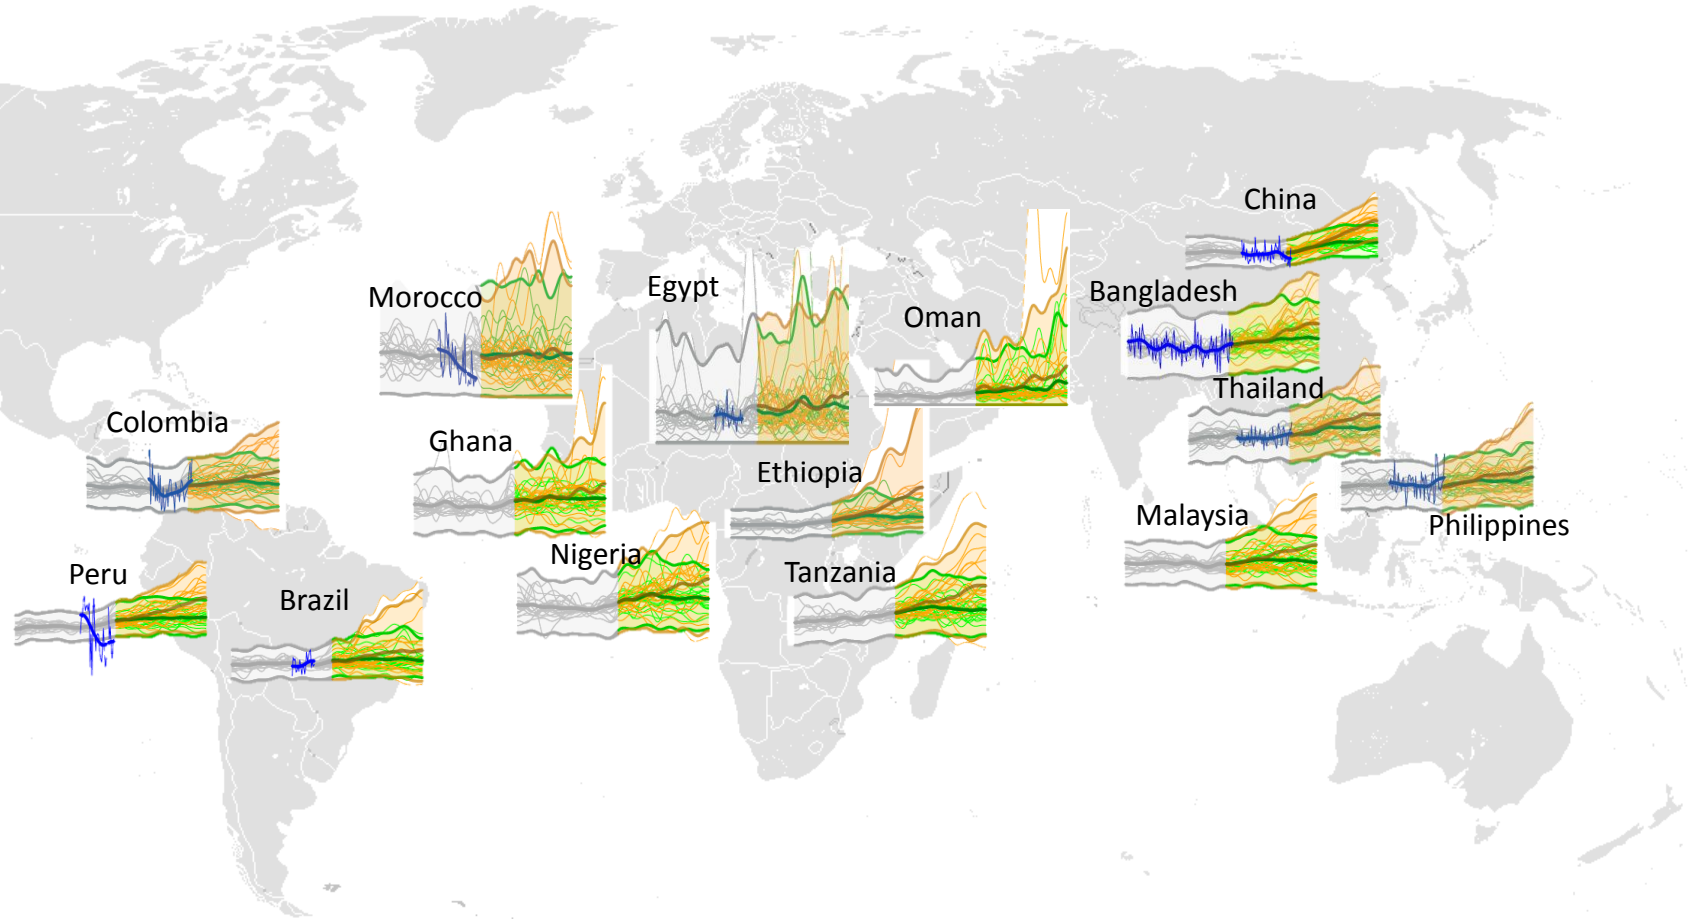 China
Morocco
Egypt
Bangladesh
Oman
Thailand
Colombia
Ghana
Ethiopia
Malaysia
Philippines
Nigeria
Peru
Tanzania
Brazil